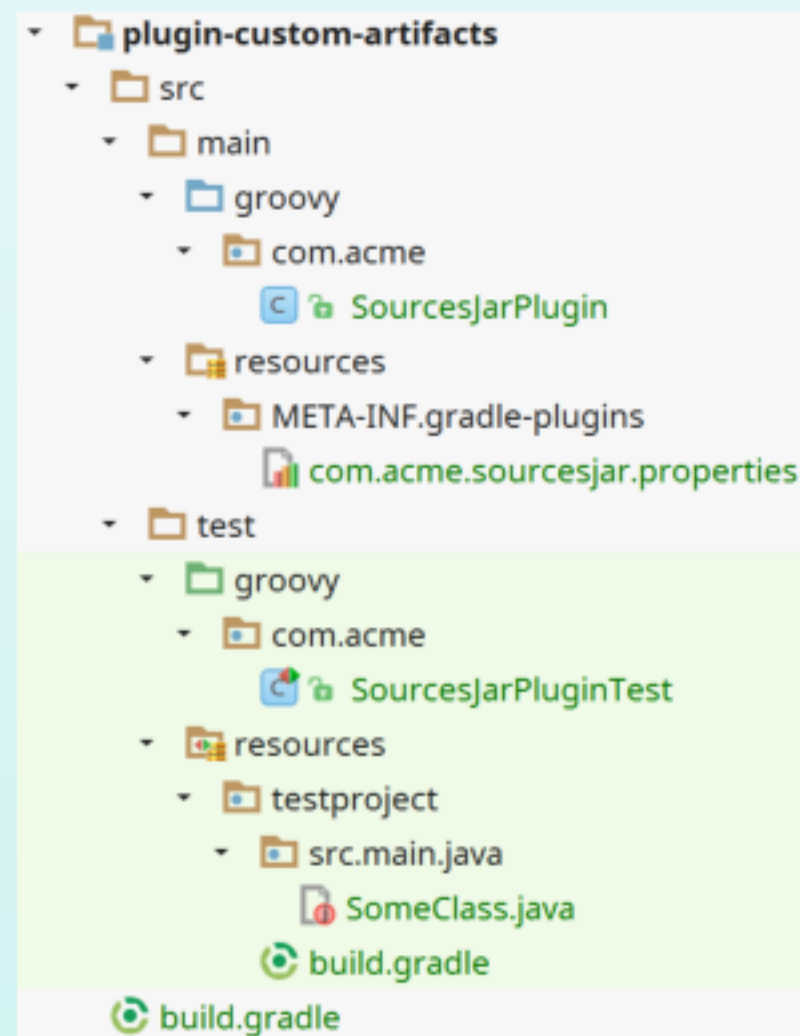 plugin-custom-artifacts
src
main
groovy
com.acme
C SourcesJarPlugin
resources
META-INF.gradle-plugins
com.acme.sourcesjar.properties
test
groovy
com.acme
C SourcesJarPluginTest
resources
testproject
src.main.java
SomeClass.java
build.gradle
build.gradle